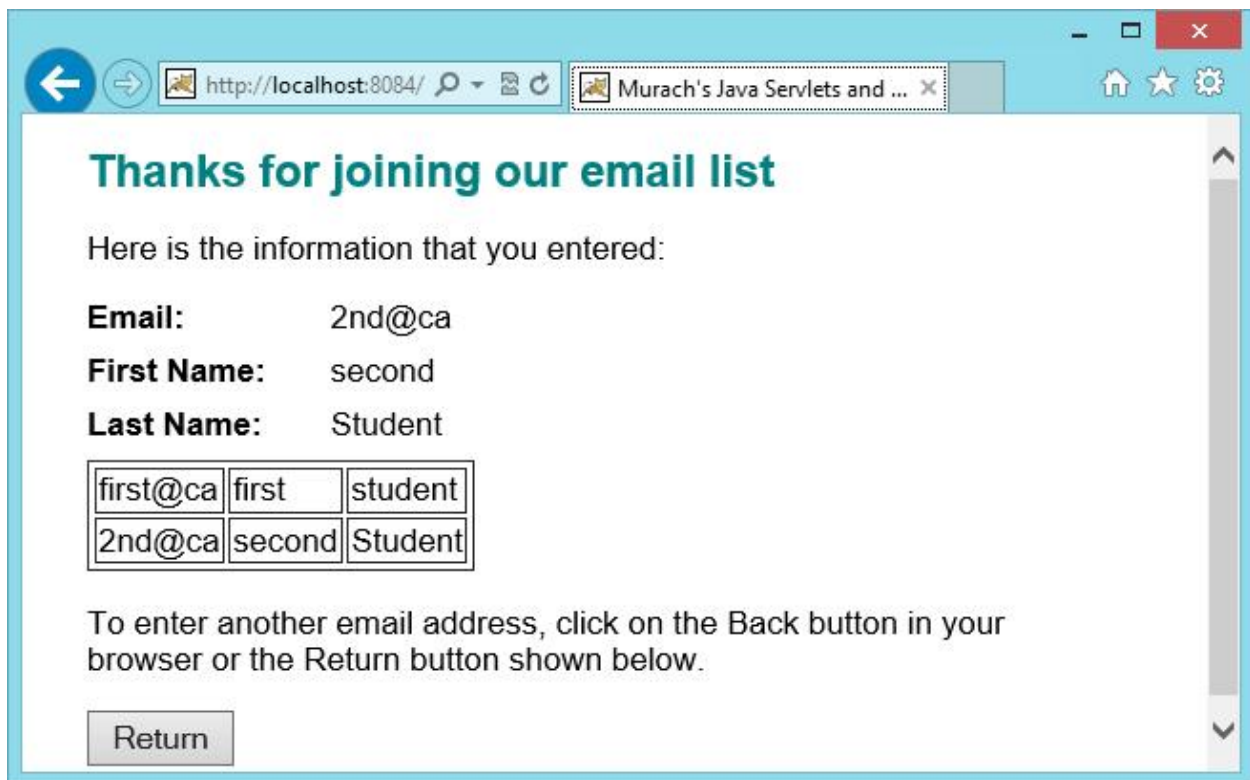 http://localhost:8084/
Murach's Java Servlets and ...
Thanks for joining our email list
Here is the information that you entered:
Email: 2nd@ca
First Name: second
Last Name: Student
first@ca first student
2nd@ca second Student
To enter another email address, click on the Back button in your
browser or the Return button shown below.
Return